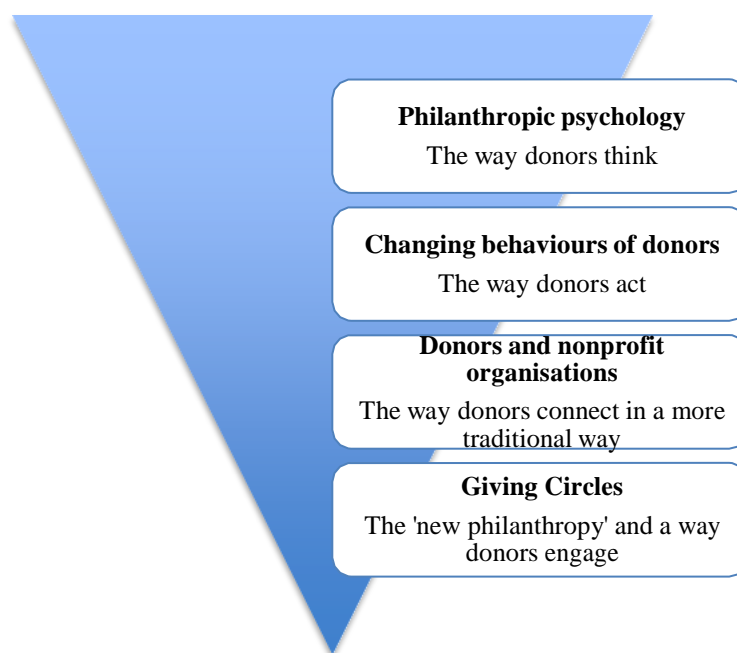 Philanthropic psychology
The way donors think
Changing behaviours of donors
The way donors act
Donors and nonprofit
organisations
The way donors connect in a more
traditional way
Giving Circles
The 'new philanthropy' and a way
donors engage